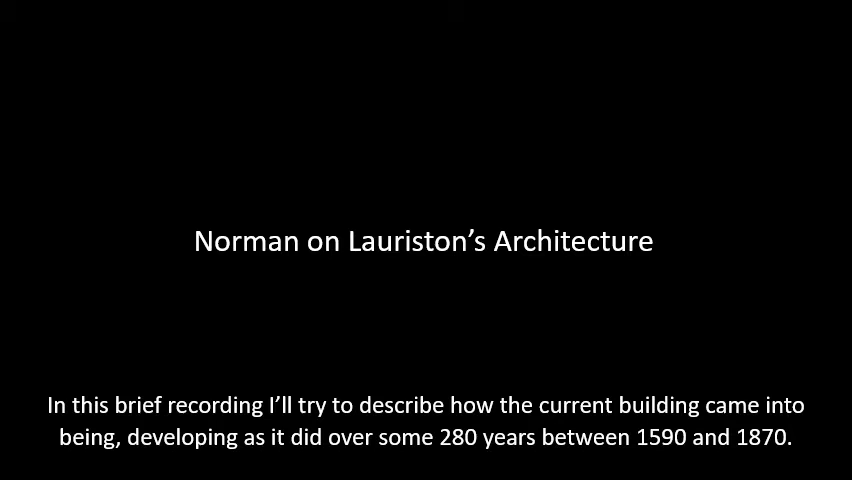 Norman on Lauriston’s Architecture
In this brief recording I’ll try to describe how the current building came into
being, developing as it did over some 280 years between 1590 and 1870.